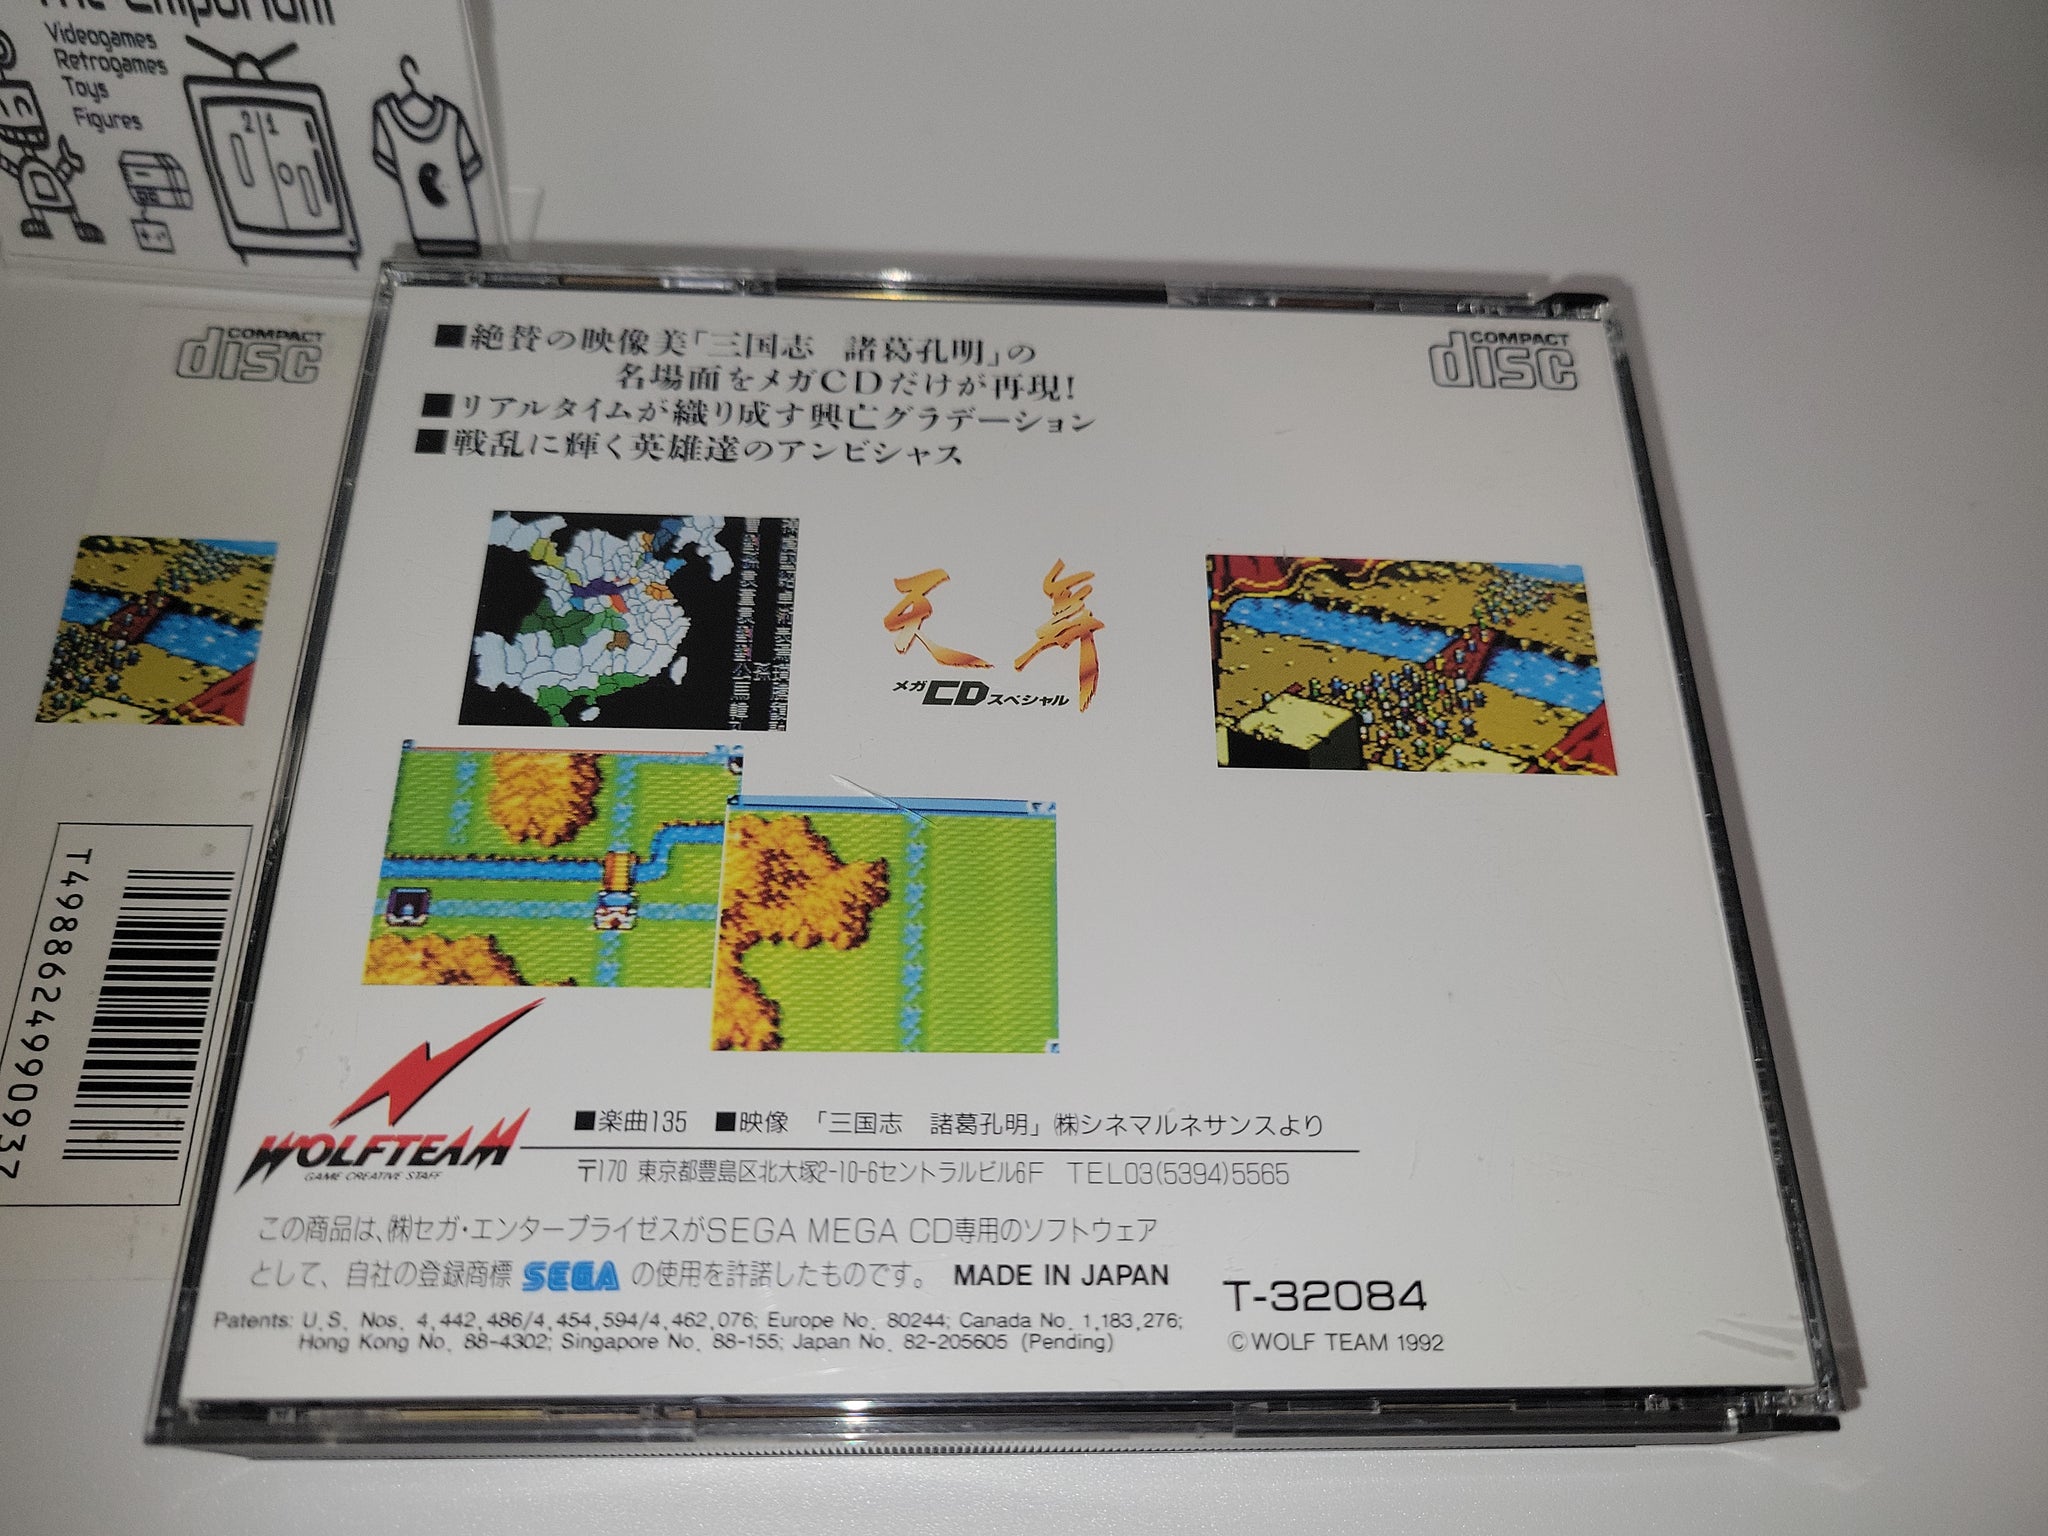 Videogames
Retrogames
Toys
Figures
21
COMPACT
disc
T4988624990937
■絶賛の映像美「三国志　諸葛孔明」の
名場面をメガCDだけが再現!
■リアルタイムが織り成す興亡グラデーション
■戦乱に輝く英雄達のアンビシャス
COMPACT
disc
天舞
メガCDスペシャル
WOLFTEAM
GAME CREATIVE STAFF
■楽曲135　■映像　「三国志　諸葛孔明」㈱シネマルネサンスより
〒170 東京都豊島区北大塚2-10-6セントラルビル6F　TEL03(5394)5565
この商品は、㈱セガ・エンタープライゼスがSEGA MEGA CD専用のソフトウェア
として、自社の登録商標 SEGA の使用を許諾したものです。 MADE IN JAPAN
T-32084
Patents: U.S. Nos. 4,442,486/4,454,594/4,462,076; Europe No. 80244; Canada No. 1,183,276;
Hong Kong No. 88-4302; Singapore No. 88-155; Japan No. 82-205605 (Pending)
©WOLF TEAM 1992